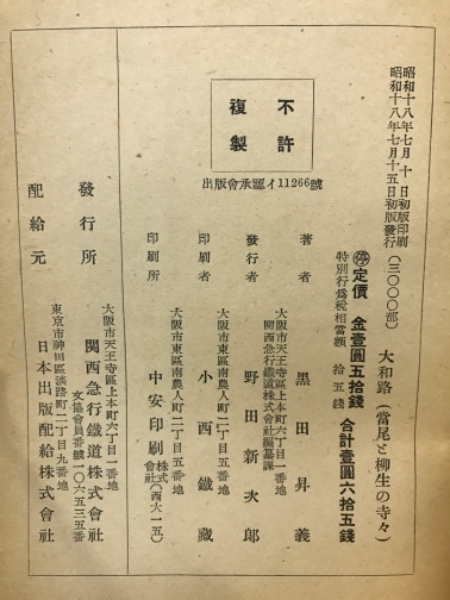 昭和十八年七月十日初版印刷
昭和十八年七月十五日初版發行
(三〇〇〇部)
大和路(當尾と柳生の寺々)
停定價 金壹圓五拾錢
特別行爲税相當額 拾五錢
合計壹圓六拾五錢
不許
複製
出版會承認イ11266號
著者
大阪市天王寺區上本町六丁目一番地
關西急行鐵道株式會社編纂課
黑田昇義
發行者
野田新次郎
印刷者
大阪市東區南農人町二丁目五番地
小西鐵藏
印刷所
大阪市東區南農人町二丁目五番地
中安印刷株式會社(西大一五)
發行所
大阪市天王寺區上本町六丁目一番地
關西急行鐵道株式會社
文協會員番號一〇六五三五番
配給元
東京市神田區淡路町二丁目九番地
日本出版配給株式會社